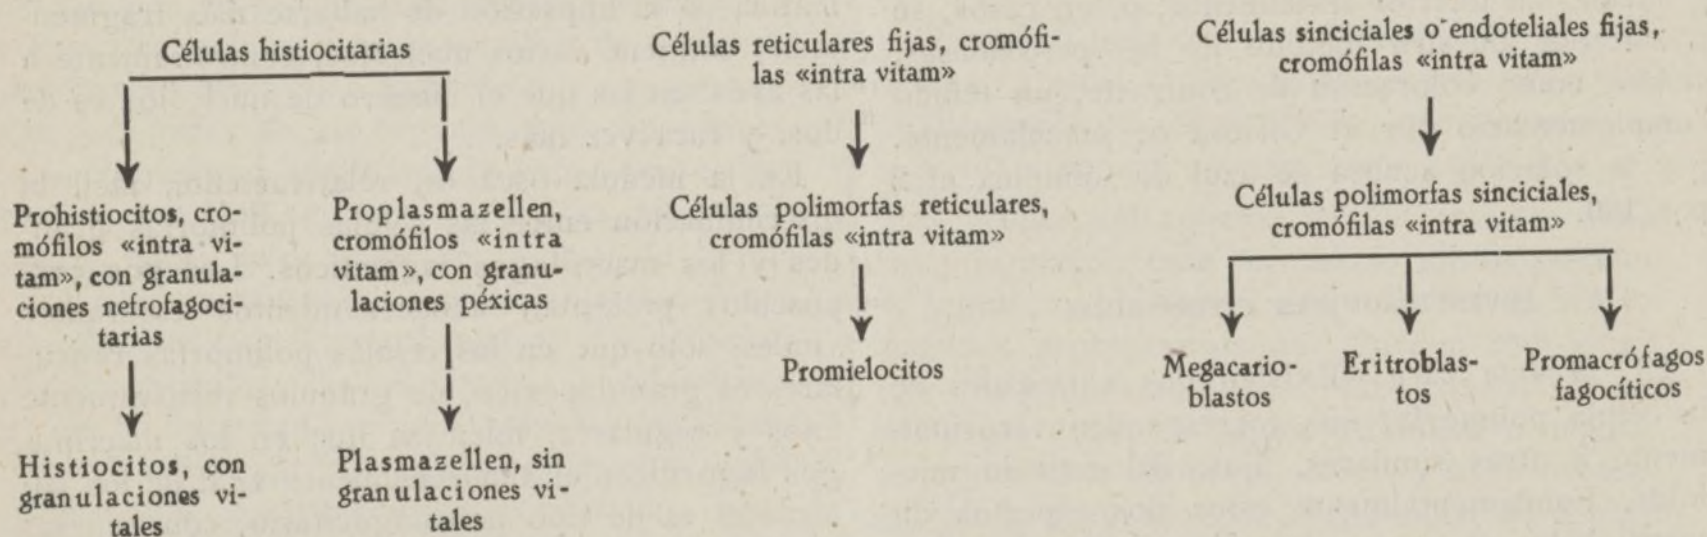 Células histiocitarias
Prohistiocitos, cro-
mófilos «intra vi-
tam», con granula-
ciones nefrofagoci-
tarias
Histiocitos, con
granulaciones vi-
tales
Proplasmazellen,
cromófilos «intra
vitam», con granu-
laciones péxicas
Plasmazellen, sin
granulaciones vi-
tales
Células reticulares fijas, cromófi-
las «intra vitam»
Células polimorfas reticulares,
cromófilas «intra vitam»
Promielocitos
Células sinciciales o endoteliales fijas,
cromófilas «intra vitam»
Células polimorfas sinciciales,
cromófilas «intra vitam»
Megacario-
blastos
Eritroblas-
tos
Promacrófagos
fagocíticos